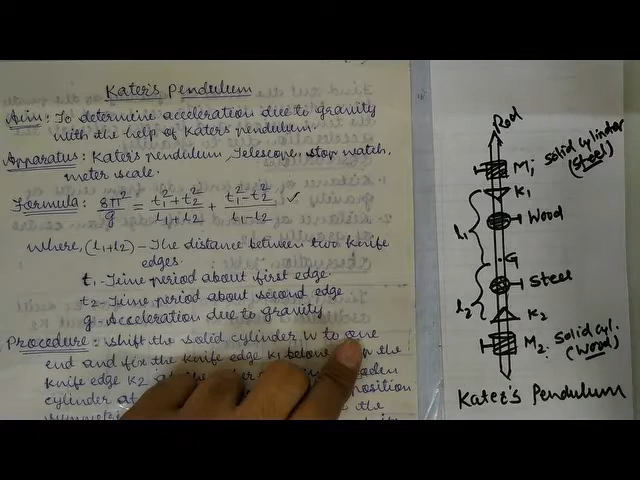 Kater's Pendulum
Aim: To determine acceleration due to gravity
with the help of Kater's pendulum.
Apparatus: Kater's pendulum, Telescope, stop watch,
meter scale.
Formula: 8π²/g = (t₁²+t₂²)/(l₁+l₂) + (t₁²-t₂²)/(l₁-l₂) ✓
Where, (l₁+l₂) - The distance between two knife
edges.
t₁ - Time period about first edge.
t₂ - Time period about second edge
g - Acceleration due to gravity
Procedure: Shift the solid cylinder W to one
end and fix the knife edge K₁ below the
knife edge K₂
cylinder at position
the
Rod
M₁ solid cylinder
(Steel)
K₁
Wood
l₁
G
Steel
l₂
K₂
M₂ Solid cyl.
(Wood)
Kater's Pendulum